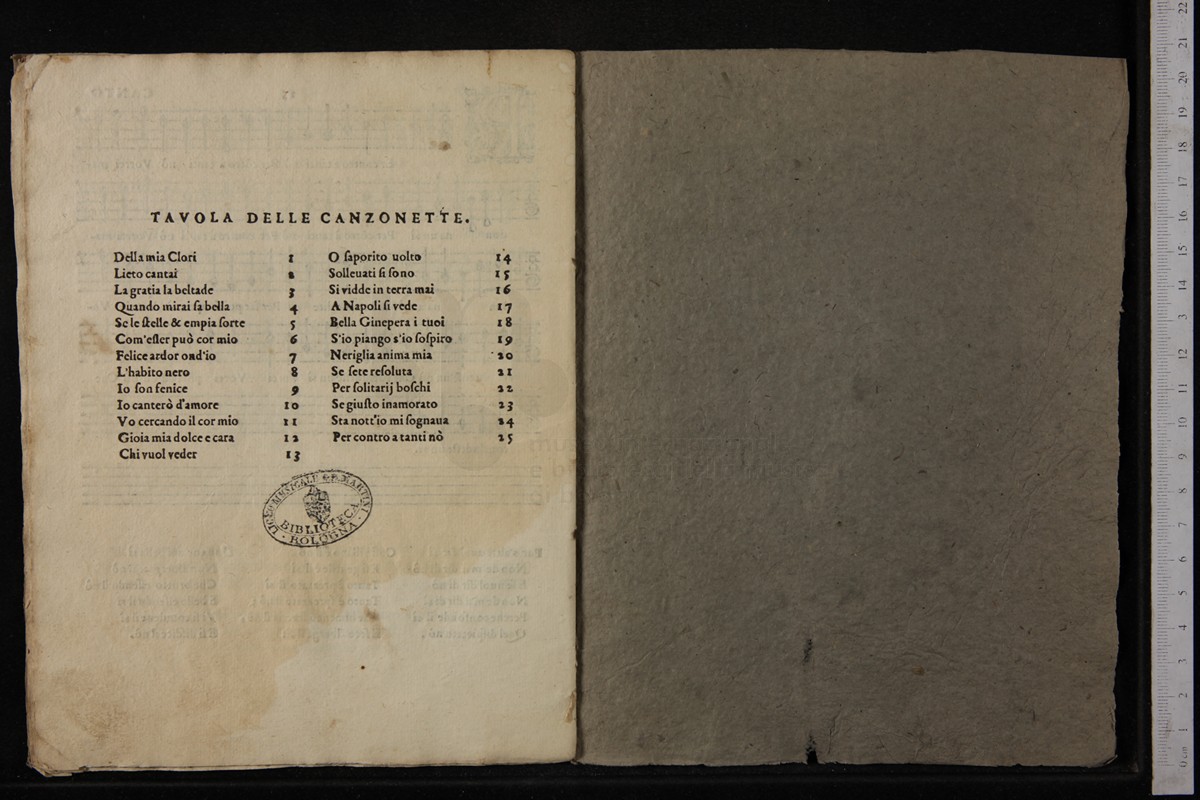 TAVOLA DELLE CANZONETTE.
Della mia Clori 1
Lieto cantai 2
La gratia la beltade 3
Quando mirai ſa bella 4
Se le ſtelle & empia ſorte 5
Com'eſſer può cor mio 6
Felice ardor ond'io 7
L'habito nero 8
Io ſon fenice 9
Io canterò d'amore 10
Vo cercando il cor mio 11
Gioia mia dolce e cara 12
Chi vuol veder 13
O ſaporito uolto 14
Solleuati ſi ſono 15
Si vidde in terra mai 16
A Napoli ſi vede 17
Bella Ginepera i tuoi 18
S'io piango s'io ſoſpiro 19
Neriglia anima mia 20
Se ſete reſoluta 21
Per ſolitarij boſchi 22
Se giuſto inamorato 23
Sta nott'io mi ſognaua 24
Per contro a tanti nò 25
LICEO MUSICALE G.B. MARTINI
BIBLIOTECA
BOLOGNA